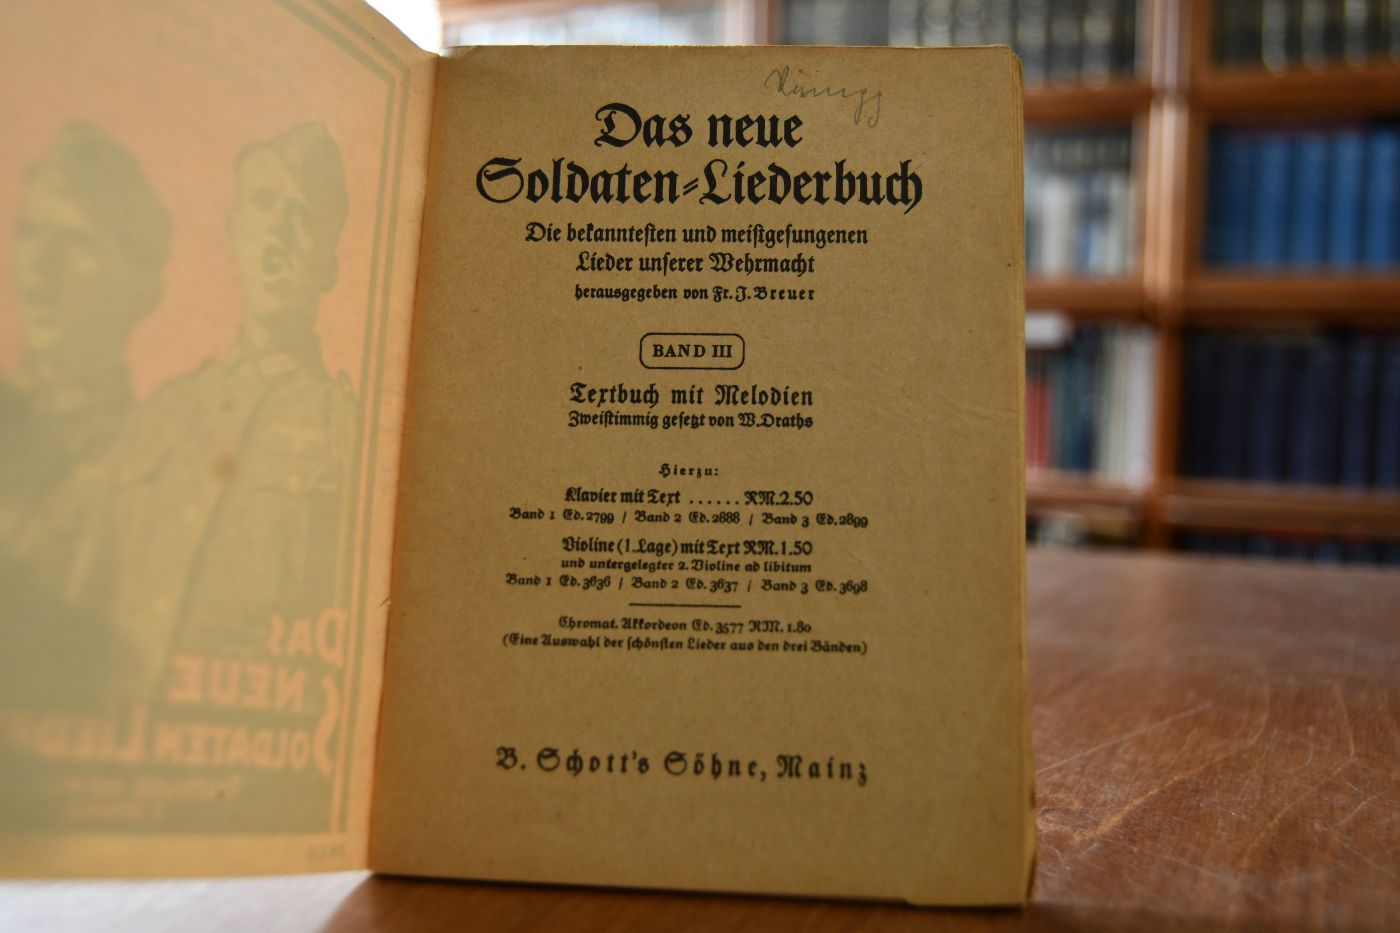 Das neue
Soldaten=Liederbuch
Die bekanntesten und meistgesungenen
Lieder unserer Wehrmacht
herausgegeben von Fr. J. Breuer
BAND III
Textbuch mit Melodien
Zweistimmig gesetzt von W. Draths
Hierzu:
Klavier mit Text ...... RM. 2.50
Band 1 Ed. 2799 / Band 2 Ed. 2888 / Band 3 Ed. 2899
Violine (1. Lage) mit Text RM. 1.50
und untergelegter 2. Violine ad libitum
Band 1 Ed. 3636 / Band 2 Ed. 3637 / Band 3 Ed. 3698
Chromat. Akkordeon Ed. 3577 RM. 1.80
(Eine Auswahl der schönsten Lieder aus den drei Bänden)
B. Schott's Söhne, Mainz
DAS
NEUE
SOLDATEN LIED